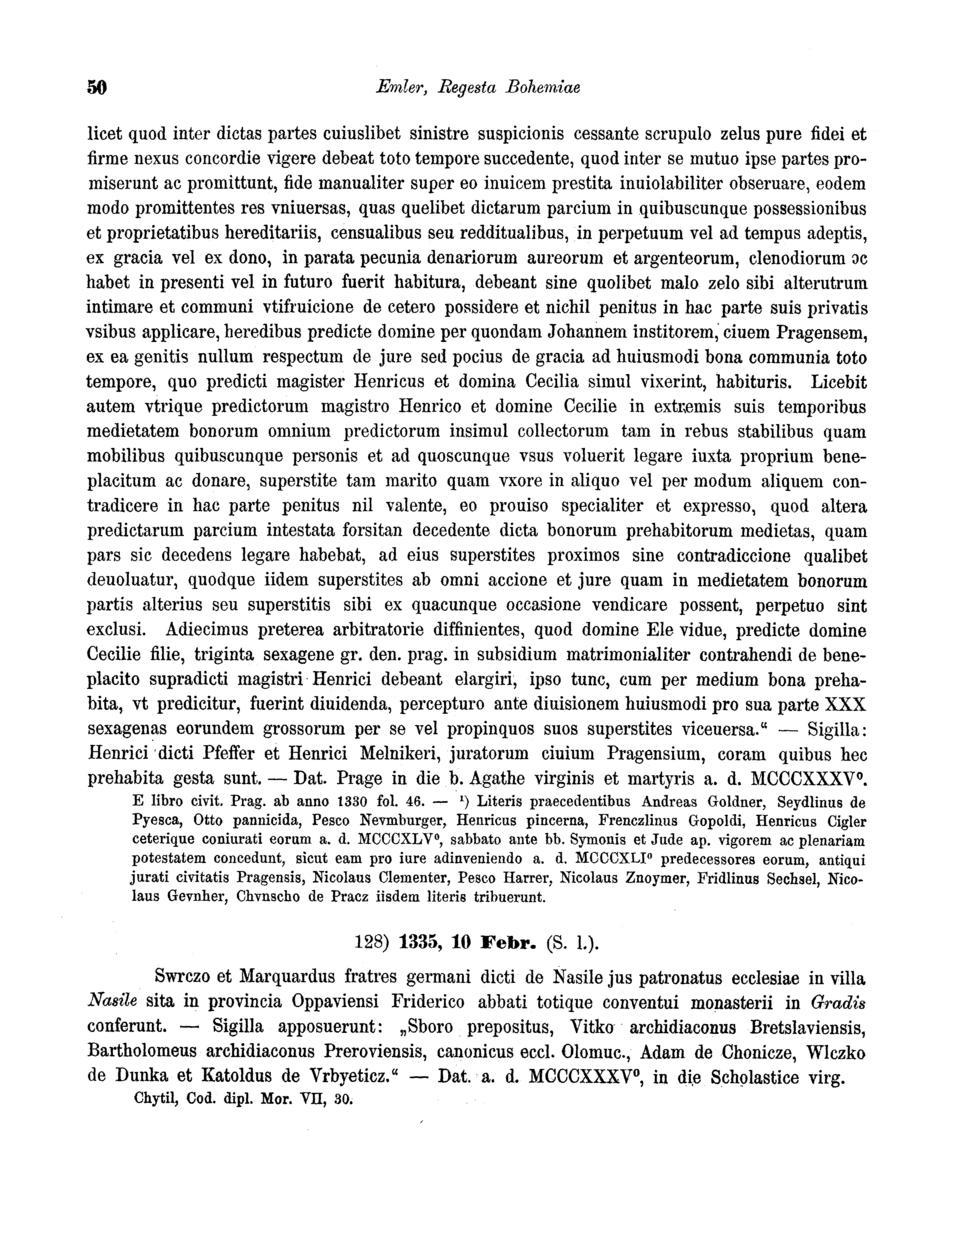 50 Emler, Regesta Bohemiae
licet quod inter dictas partes cuiuslibet sinistre suspicionis cessante scrupulo zelus pure fidei et
firme nexus concordie vigere debeat toto tempore succedente, quod inter se mutuo ipse partes pro-
miserunt ac promittunt, fide manualiter super eo inuicem prestita inuiolabiliter obseruare, eodem
modo promittentes res vniuersas, quas quelibet dictarum parcium in quibuscunque possessionibus
et proprietatibus hereditariis, censualibus seu redditualibus, in perpetuum vel ad tempus adeptis,
ex gracia vel ex dono, in parata pecunia denariorum aureorum et argenteorum, clenodiorum ac
habet in presenti vel in futuro fuerit habitura, debeant sine quolibet malo zelo sibi alterutrum
intimare et communi vtifruicione de cetero possidere et nichil penitus in hac parte suis privatis
vsibus applicare, heredibus predicte domine per quondam Johannem institorem, ciuem Pragensem,
ex ea genitis nullum respectum de jure sed pocius de gracia ad huiusmodi bona communia toto
tempore, quo predicti magister Henricus et domina Cecilia simul vixerint, habituris. Licebit
autem vtrique predictorum magistro Henrico et domine Cecilie in extremis suis temporibus
medietatem bonorum omnium predictorum insimul collectorum tam in rebus stabilibus quam
mobilibus quibuscunque personis et ad quoscunque vsus voluerit legare iuxta proprium bene-
placitum ac donare, superstite tam marito quam vxore in aliquo vel per modum aliquem con-
tradicere in hac parte penitus nil valente, eo prouiso specialiter et expresso, quod altera
predictarum parcium intestata forsitan decedente dicta bonorum prehabitorum medietas, quam
pars sic decedens legare habebat, ad eius superstites proximos sine contradiccione qualibet
deuoluatur, quodque iidem superstites ab omni accione et jure quam in medietatem bonorum
partis alterius seu superstitis sibi ex quacunque occasione vendicare possent, perpetuo sint
exclusi. Adiecimus preterea arbitratorie diffinientes, quod domine Ele vidue, predicte domine
Cecilie filie, triginta sexagene gr. den. prag. in subsidium matrimonialiter contrahendi de bene-
placito supradicti magistri Henrici debeant elargiri, ipso tunc, cum per medium bona preha-
bita, vt predicitur, fuerint diuidenda, percepturo ante diuisionem huiusmodi pro sua parte XXX
sexagenas eorundem grossorum per se vel propinquos suos superstites viceuersa.“ — Sigilla:
Henrici dicti Pfeffer et Henrici Melnikeri, juratorum ciuium Pragensium, coram quibus hec
prehabita gesta sunt. — Dat. Prage in die b. Agathe virginis et martyris a. d. MCCCXXXV⁰.
E libro civit. Prag. ab anno 1330 fol. 46. — ¹) Literis praecedentibus Andreas Goldner, Seydlinus de
Pyesca, Otto pannicida, Pesco Nevmburger, Henricus pincerna, Frenczlinus Gopoldi, Henricus Cigler
ceterique coniurati eorum a. d. MCCCXLV⁰, sabbato ante bb. Symonis et Jude ap. vigorem ac plenariam
potestatem concedunt, sicut eam pro iure adinveniendo a. d. MCCCXLI⁰ predecessores eorum, antiqui
jurati civitatis Pragensis, Nicolaus Clementer, Pesco Harrer, Nicolaus Znoymer, Fridlinus Sechsel, Nico-
laus Gevnher, Chvnscho de Pracz iisdem literis tribuerunt.
128) 1335, 10 Febr. (S. l.).
Swrczo et Marquardus fratres germani dicti de Nasile jus patronatus ecclesiae in villa
Nasile sita in provincia Oppaviensi Friderico abbati totique conventui monasterii in Gradis
conferunt. — Sigilla apposuerunt: „Sboro prepositus, Vitko archidiaconus Bretslaviensis,
Bartholomeus archidiaconus Preroviensis, canonicus eccl. Olomuc., Adam de Chonicze, Wlczko
de Dunka et Katoldus de Vrbyeticz.“ — Dat. a. d. MCCCXXXV⁰, in die Scholastice virg.
Chytil, Cod. dipl. Mor. VII, 30.